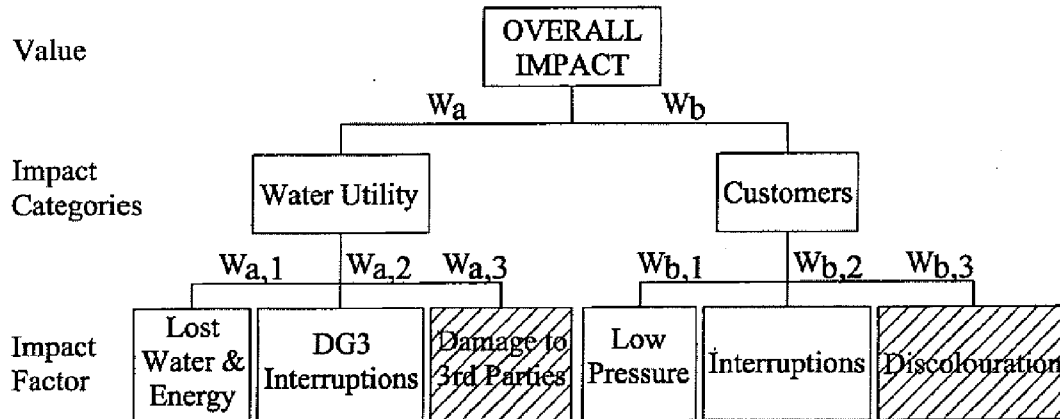 Value
OVERALL
IMPACT
Wa
Wb
Impact
Categories
Water Utility
Customers
Wa,1
Wa,2
Wa,3
Wb,1
Wb,2
Wb,3
Impact
Factor
Lost
Water &
Energy
DG3
Interruptions
Damage to
3rd Parties
Low
Pressure
Interruptions
Discolouration